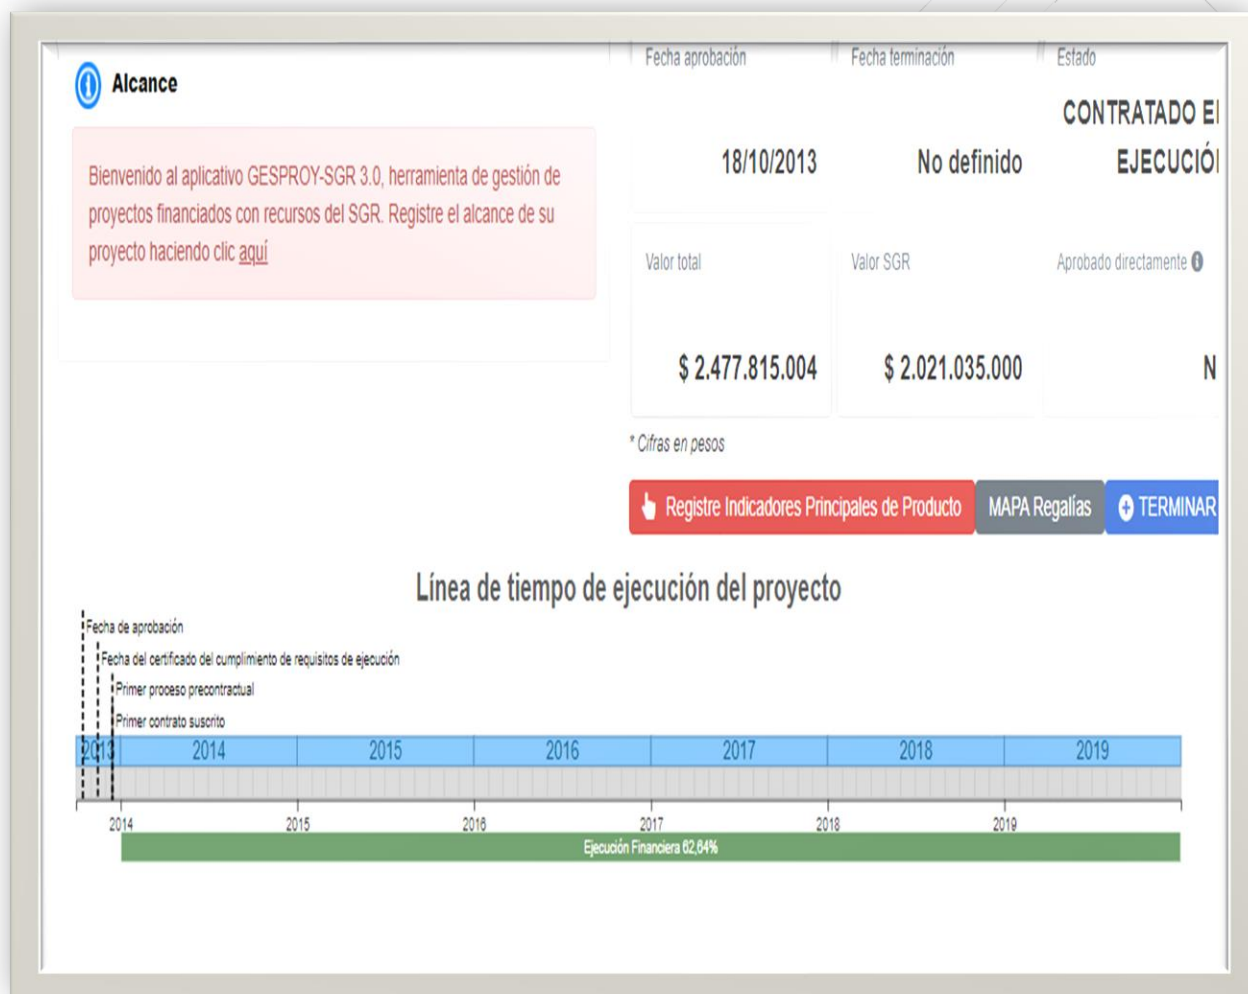 Alcance
Bienvenido al aplicativo GESPROY-SGR 3.0, herramienta de gestión de
proyectos financiados con recursos del SGR. Registre el alcance de su
proyecto haciendo clic aquí
Fecha aprobación
18/10/2013
Fecha terminación
No definido
Estado
CONTRATADO E
EJECUCIÓ
Valor total
$ 2.477.815.004
Valor SGR
$ 2.021.035.000
Aprobado directamente
N
* Cifras en pesos
Registre Indicadores Principales de Producto
MAPA Regalías
TERMINAR
Línea de tiempo de ejecución del proyecto
Fecha de aprobación
Fecha del certificado del cumplimiento de requisitos de ejecución
Primer proceso precontractual
Primer contrato suscrito
2013 2014 2015 2016 2017 2018 2019
2014 2015 2016 2017 2018 2019
Ejecución Financiera 62,64%